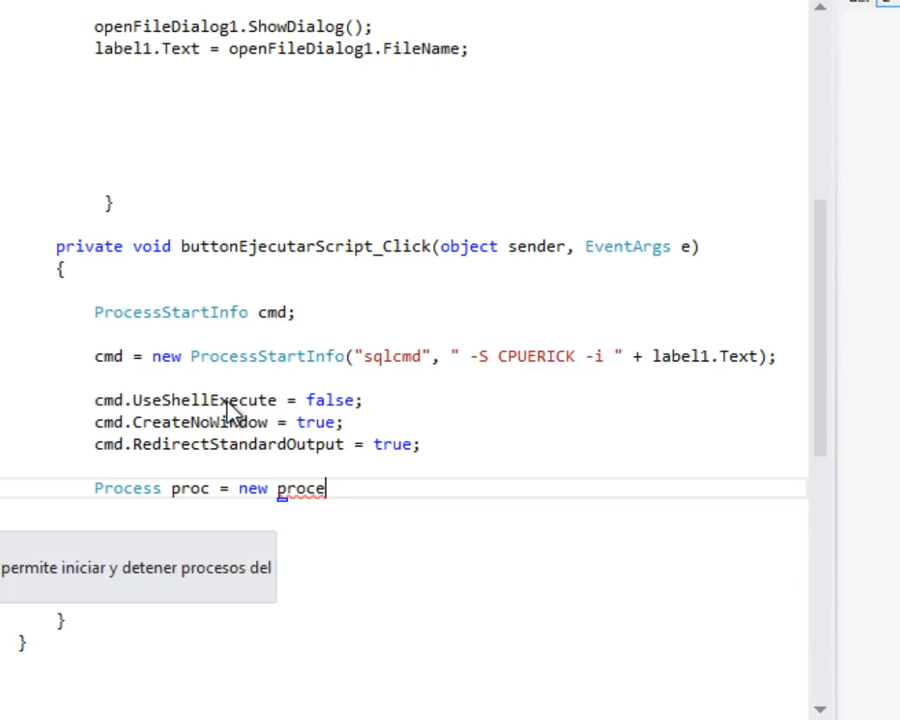 openFileDialog1.ShowDialog();
label1.Text = openFileDialog1.FileName;
}
private void buttonEjecutarScript_Click(object sender, EventArgs e)
{
ProcessStartInfo cmd;
cmd = new ProcessStartInfo("sqlcmd", " -S CPUERICK -i " + label1.Text);
cmd.UseShellExecute = false;
cmd.CreateNoWindow = true;
cmd.RedirectStandardOutput = true;
Process proc = new proce
permite iniciar y detener procesos del
}
}